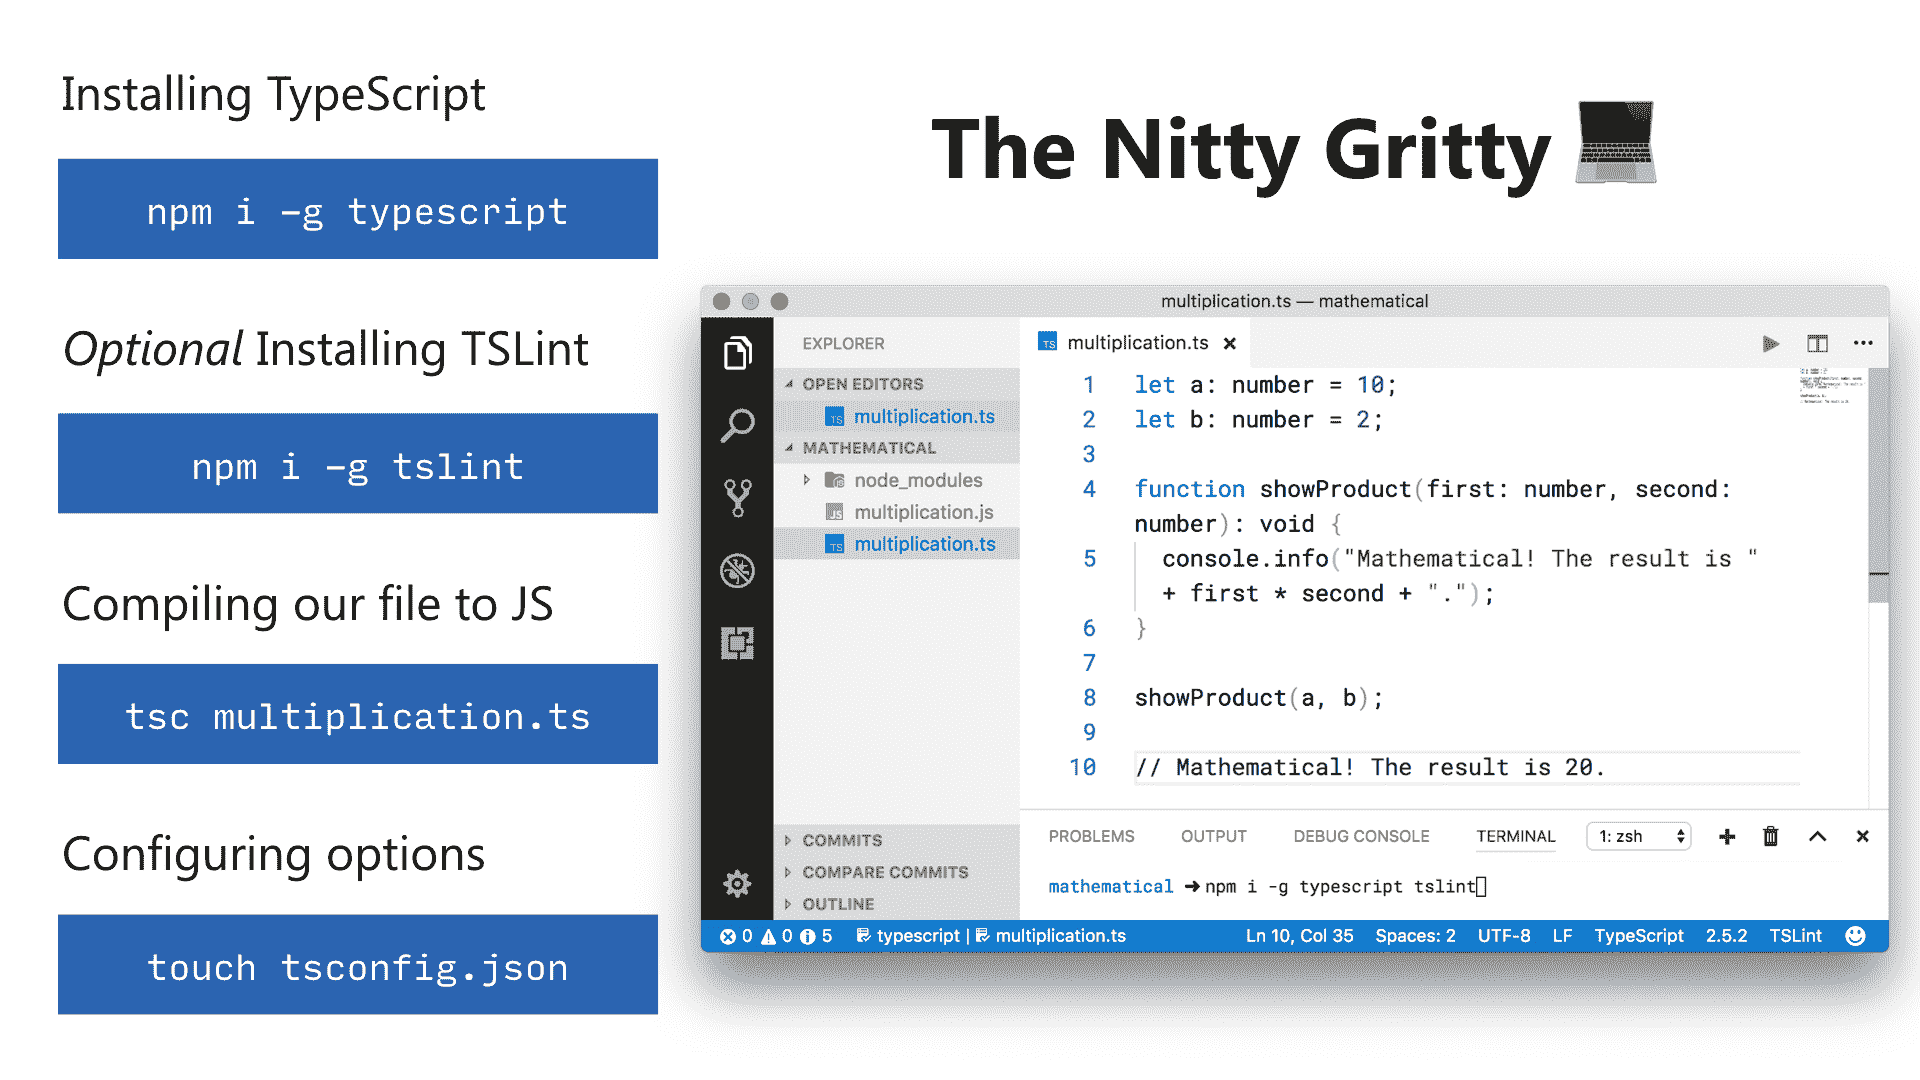 Installing TypeScript
npm i -g typescript
Optional Installing TSLint
npm i -g tslint
Compiling our file to JS
tsc multiplication.ts
Configuring options
touch tsconfig.json
The Nitty Gritty
multiplication.ts — mathematical
EXPLORER
OPEN EDITORS
TS multiplication.ts
MATHEMATICAL
node_modules
JS multiplication.js
TS multiplication.ts
COMMITS
COMPARE COMMITS
OUTLINE
TS multiplication.ts
1 let a: number = 10;
2 let b: number = 2;
3
4 function showProduct(first: number, second:
number): void {
5 console.info("Mathematical! The result is "
+ first * second + ".");
6 }
7
8 showProduct(a, b);
9
10 // Mathematical! The result is 20.
PROBLEMS OUTPUT DEBUG CONSOLE TERMINAL 1: zsh
mathematical ➜ npm i -g typescript tslint
0 0 5 typescript | multiplication.ts Ln 10, Col 35 Spaces: 2 UTF-8 LF TypeScript 2.5.2 TSLint